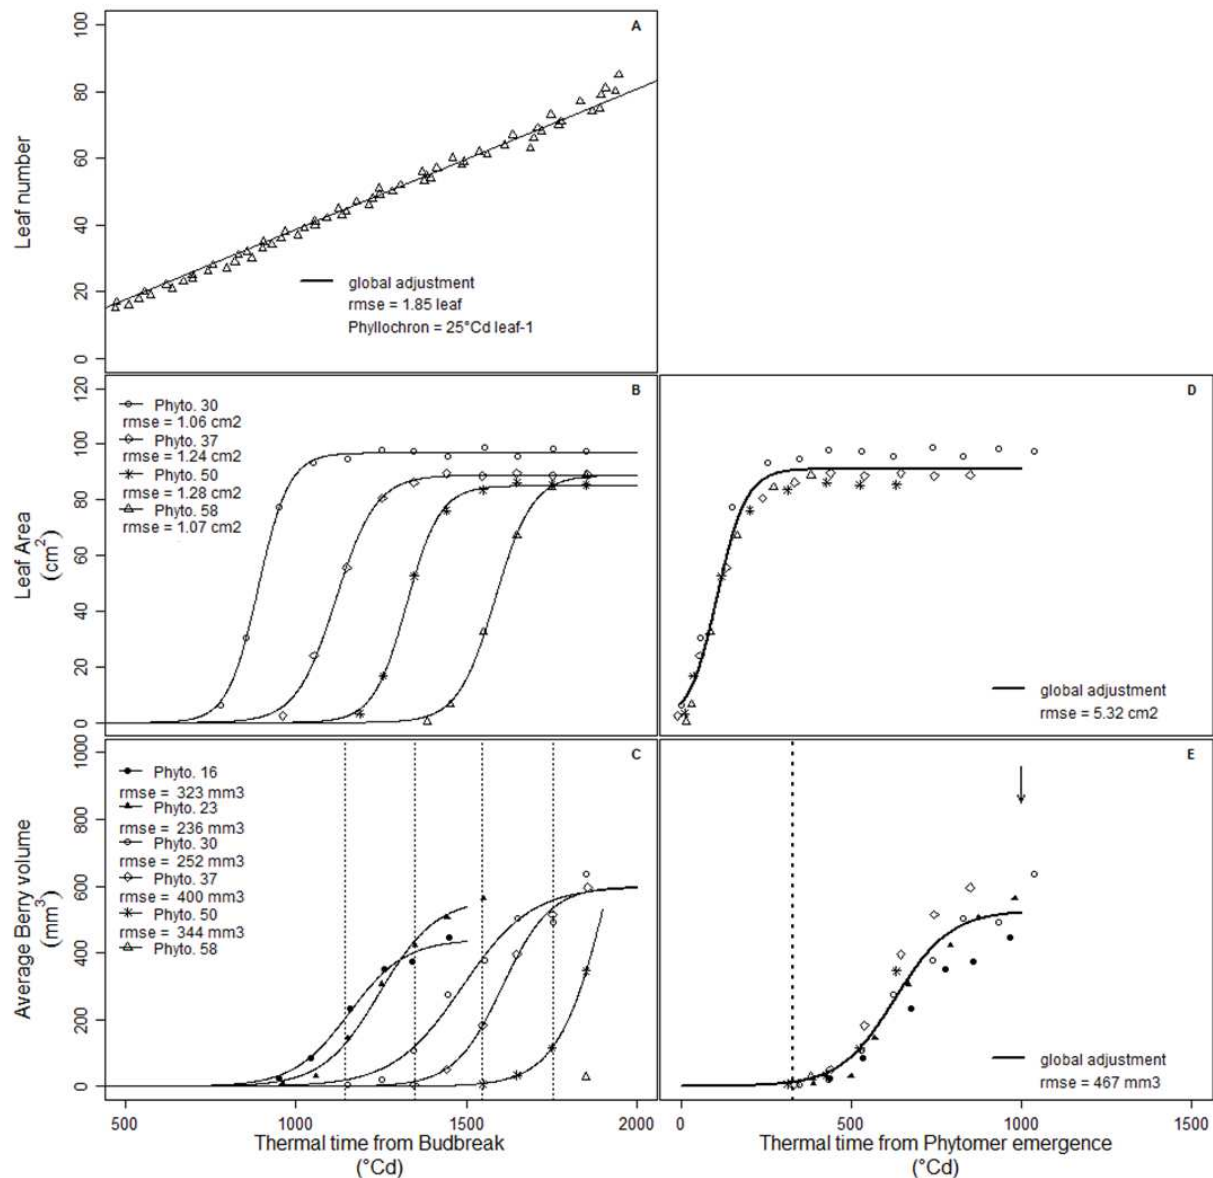 A
100
80
60
40
20
0
Leaf number
global adjustment
rmse = 1.85 leaf
Phyllochron = 25°Cd leaf-1
B
120
100
80
60
40
20
0
Leaf Area
(cm2)
Phyto. 30
rmse = 1.06 cm2
Phyto. 37
rmse = 1.24 cm2
Phyto. 50
rmse = 1.28 cm2
Phyto. 58
rmse = 1.07 cm2
D
global adjustment
rmse = 5.32 cm2
C
1000
800
600
400
200
0
Average Berry volume
(mm3)
Phyto. 16
rmse = 323 mm3
Phyto. 23
rmse = 236 mm3
Phyto. 30
rmse = 252 mm3
Phyto. 37
rmse = 400 mm3
Phyto. 50
rmse = 344 mm3
Phyto. 58
500 1000 1500 2000
Thermal time from Budbreak
(°Cd)
E
global adjustment
rmse = 467 mm3
0 500 1000 1500
Thermal time from Phytomer emergence
(°Cd)